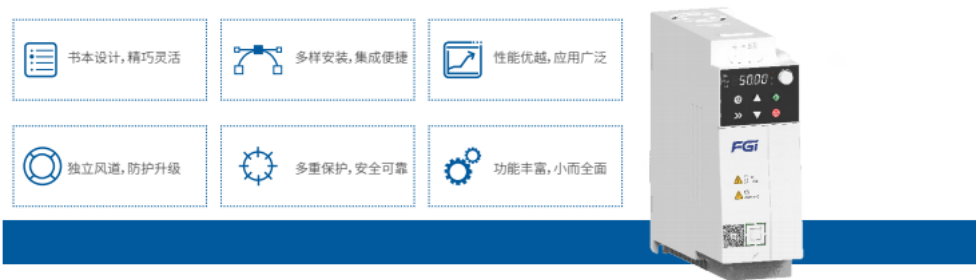 书本设计,精巧灵活
多样安装,集成便捷
性能优越,应用广泛
独立风道,防护升级
多重保护,安全可靠
功能丰富,小而全面
50.00
FGI